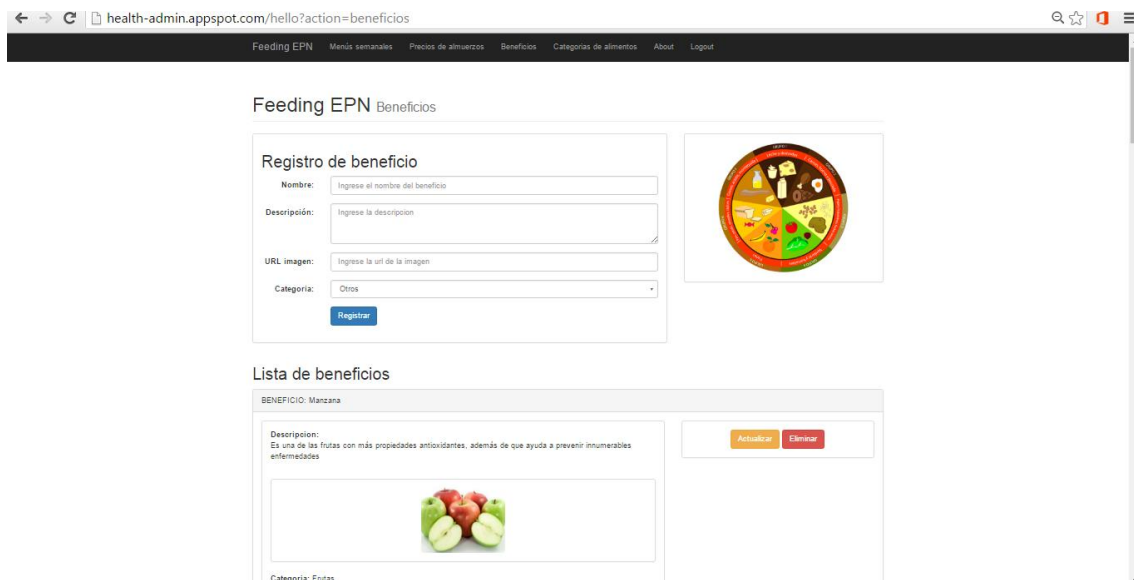 health-admin.appspot.com/hello?action=beneficios
Feeding EPN Menús semanales Precios de almuerzos Beneficios Categorias de alimentos About Logout
Feeding EPN Beneficios
Registro de beneficio
Nombre: Ingrese el nombre del beneficio
Descripción: Ingrese la descripcion
URL imagen: Ingrese la url de la imagen
Categoria: Otros
Registrar
Lista de beneficios
BENEFICIO: Manzana
Descripcion:
Es una de las frutas con más propiedades antioxidantes, además de que ayuda a prevenir innumerables
enfermedades
Actualizar Eliminar
Categoria: Frutas